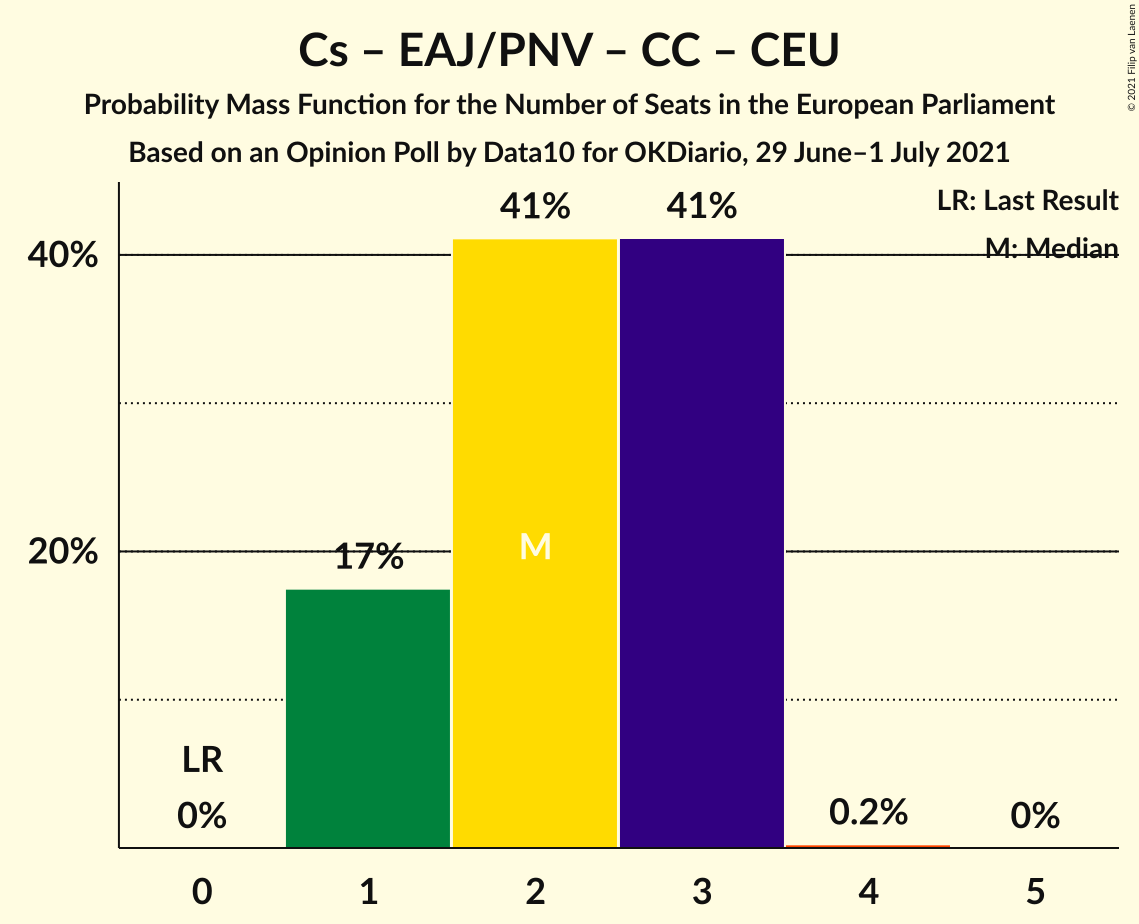 Cs – EAJ/PNV – CC – CEU
Probability Mass Function for the Number of Seats in the European Parliament
Based on an Opinion Poll by Data10 for OKDiario, 29 June–1 July 2021
© 2021 Filip van Laenen
LR: Last Result
M: Median
40%
20%
41%
41%
17%
M
LR
0%
0.2%
0%
0
1
2
3
4
5